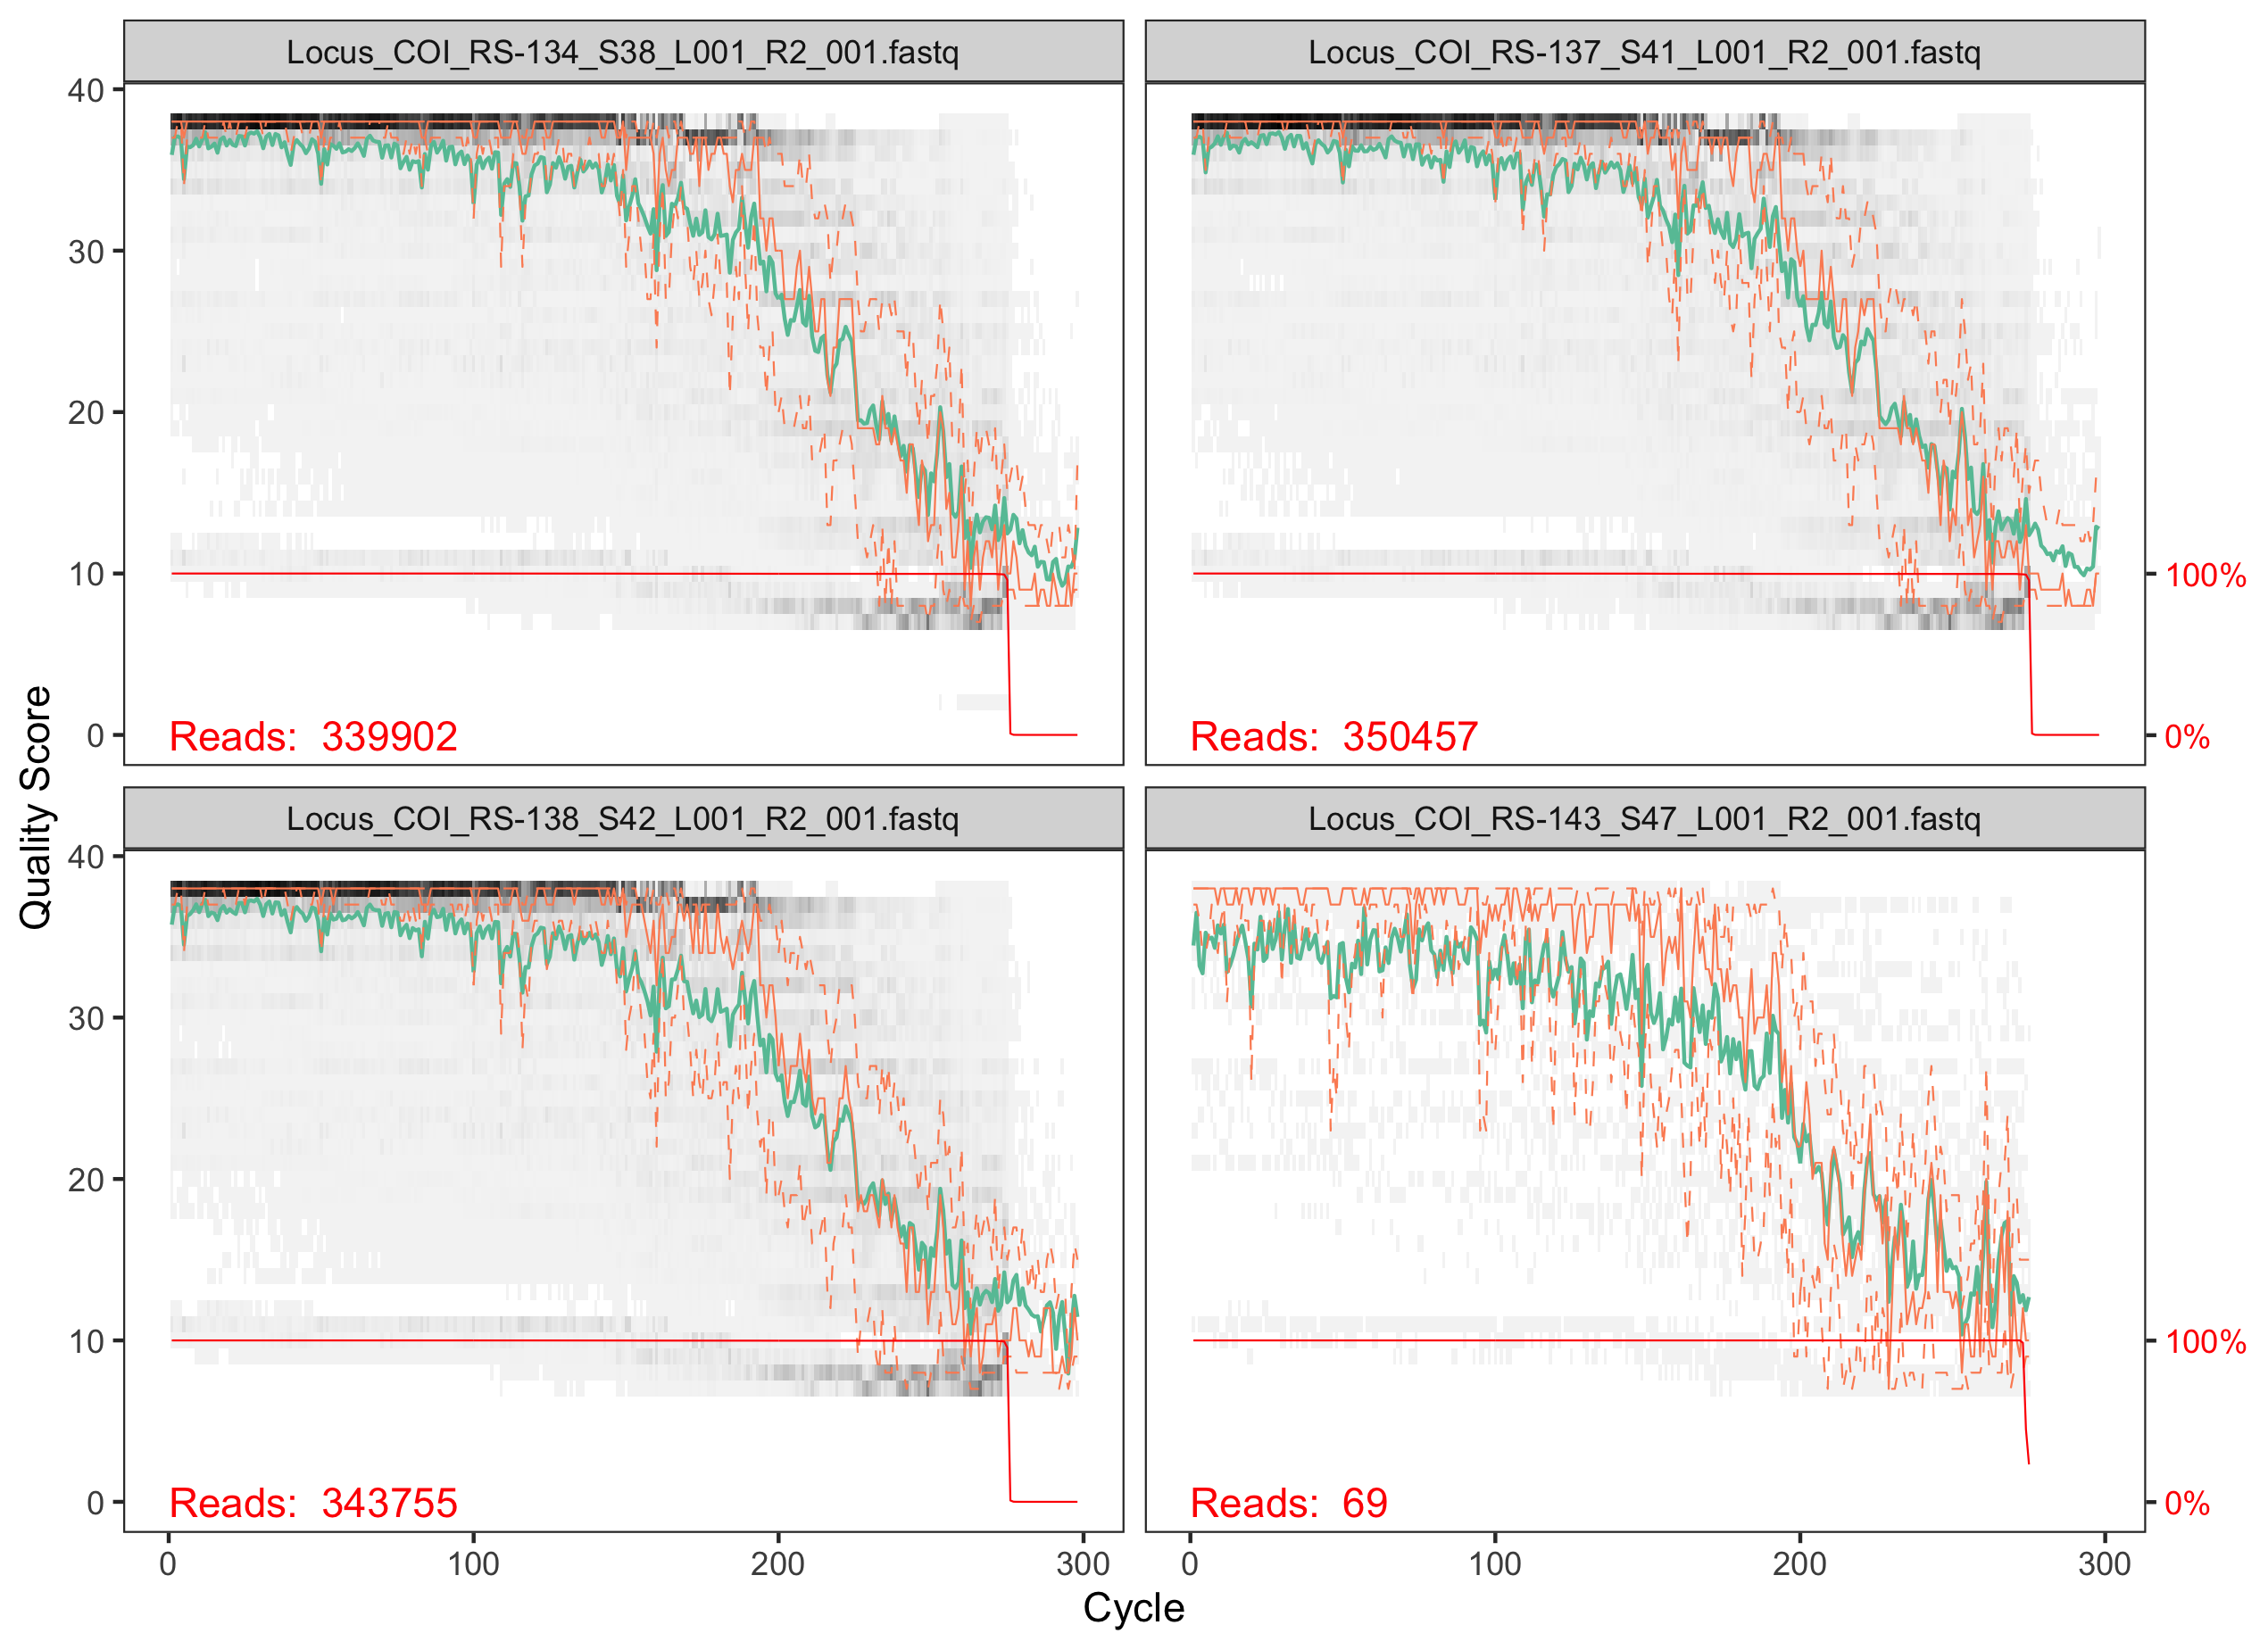 Locus_COI_RS-134_S38_L001_R2_001.fastq
Locus_COI_RS-137_S41_L001_R2_001.fastq
40
30
20
10
0
Reads: 339902
Reads: 350457
100%
0%
Quality Score
Locus_COI_RS-138_S42_L001_R2_001.fastq
Locus_COI_RS-143_S47_L001_R2_001.fastq
40
30
20
10
0
Reads: 343755
Reads: 69
100%
0%
0 100 200 300
0 100 200 300
Cycle